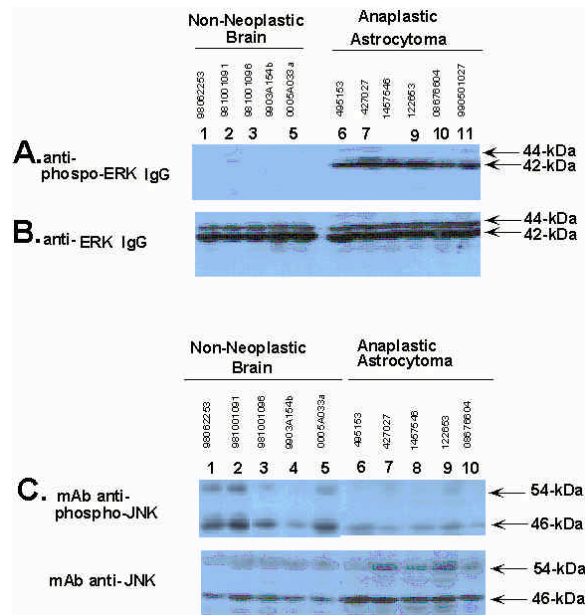 Non-Neoplastic Brain
Anaplastic Astrocytoma
98062253
981001091
981001096
9903A154b
0005A033a
495153
427027
1457546
122653
08676604
990501027
1 2 3 5 6 7 9 10 11
A. anti-phospo-ERK IgG
44-kDa
42-kDa
B. anti-ERK IgG
44-kDa
42-kDa
Non-Neoplastic Brain
Anaplastic Astrocytoma
98062253
981001091
981001096
9903A154b
0005A033a
495153
427027
1457546
122653
08676604
1 2 3 4 5 6 7 8 9 10
C. mAb anti-phospho-JNK
54-kDa
46-kDa
mAb anti-JNK
54-kDa
46-kDa